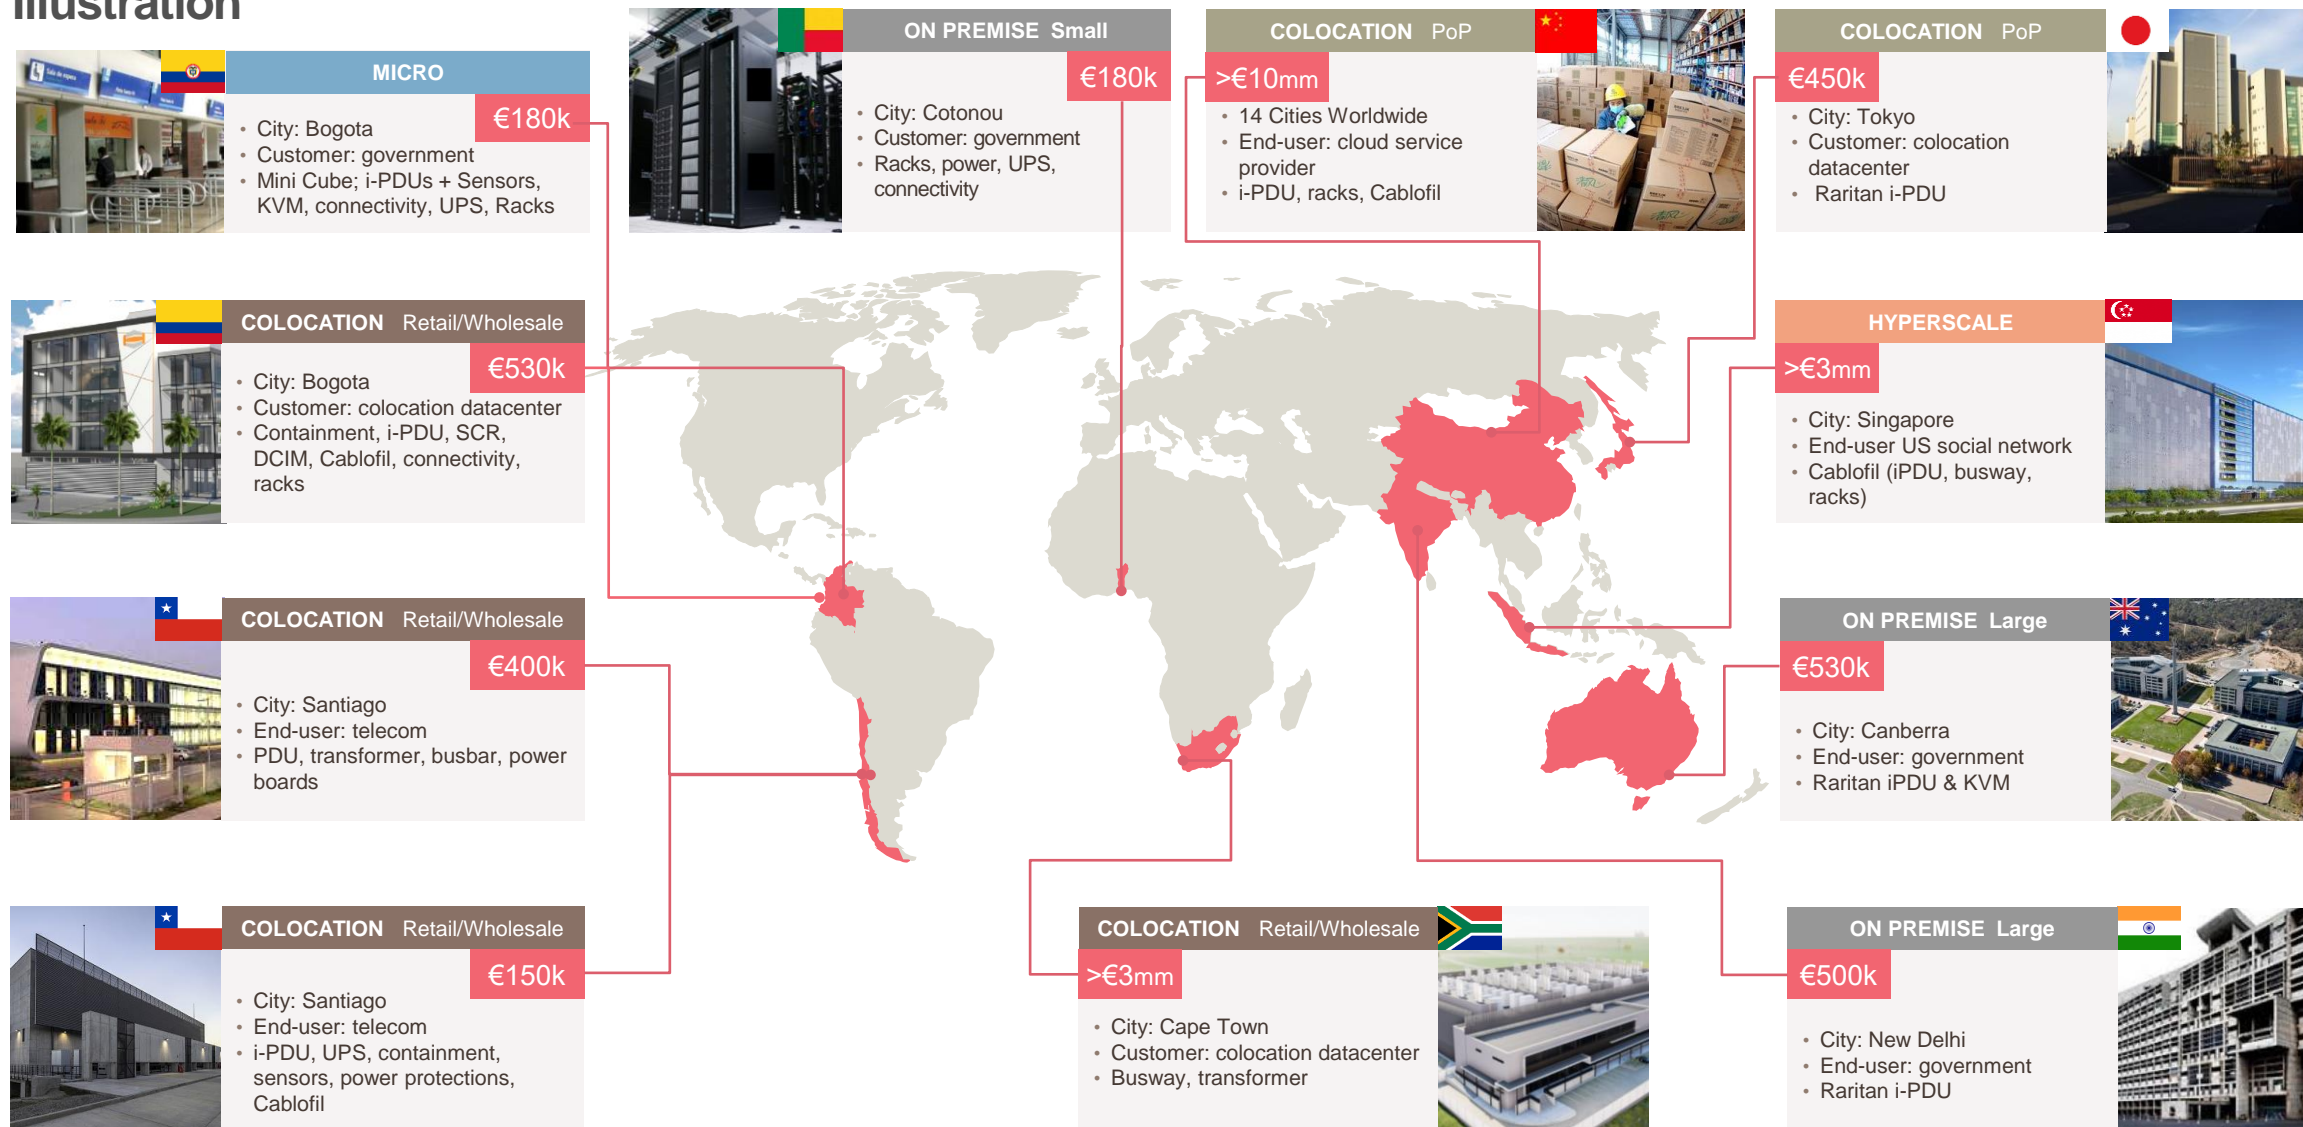 Illustration
MICRO
€180k
• City: Bogota
• Customer: government
• Mini Cube; i-PDUs + Sensors,
KVM, connectivity, UPS, Racks
ON PREMISE Small
€180k
• City: Cotonou
• Customer: government
• Racks, power, UPS,
connectivity
COLOCATION PoP
>€10mm
• 14 Cities Worldwide
• End-user: cloud service
provider
• i-PDU, racks, Cablofil
COLOCATION PoP
€450k
• City: Tokyo
• Customer: colocation
datacenter
• Raritan i-PDU
COLOCATION Retail/Wholesale
€530k
• City: Bogota
• Customer: colocation datacenter
• Containment, i-PDU, SCR,
DCIM, Cablofil, connectivity,
racks
HYPERSCALE
>€3mm
• City: Singapore
• End-user US social network
• Cablofil (iPDU, busway,
racks)
COLOCATION Retail/Wholesale
€400k
• City: Santiago
• End-user: telecom
• PDU, transformer, busbar, power
boards
ON PREMISE Large
€530k
• City: Canberra
• End-user: government
• Raritan iPDU & KVM
COLOCATION Retail/Wholesale
€150k
• City: Santiago
• End-user: telecom
• i-PDU, UPS, containment,
sensors, power protections,
Cablofil
COLOCATION Retail/Wholesale
>€3mm
• City: Cape Town
• Customer: colocation datacenter
• Busway, transformer
ON PREMISE Large
€500k
• City: New Delhi
• End-user: government
• Raritan i-PDU